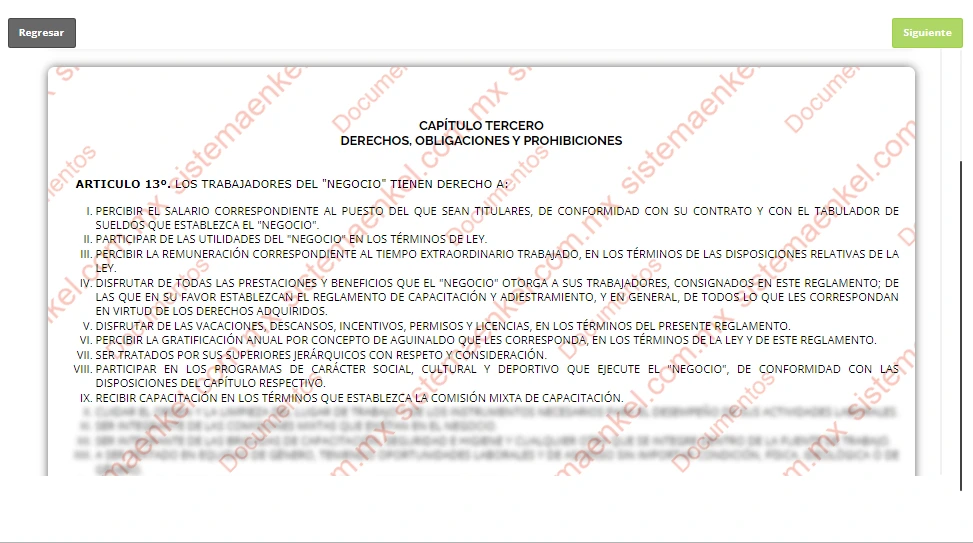 Regresar
Siguiente
CAPÍTULO TERCERO
DERECHOS, OBLIGACIONES Y PROHIBICIONES
ARTICULO 13º. LOS TRABAJADORES DEL "NEGOCIO" TIENEN DERECHO A:
I. PERCIBIR EL SALARIO CORRESPONDIENTE AL PUESTO DEL QUE SEAN TITULARES, DE CONFORMIDAD CON SU CONTRATO Y CON EL TABULADOR DE
SUELDOS QUE ESTABLEZCA EL "NEGOCIO".
II. PARTICIPAR DE LAS UTILIDADES DEL "NEGOCIO" EN LOS TÉRMINOS DE LEY.
III. PERCIBIR LA REMUNERACIÓN CORRESPONDIENTE AL TIEMPO EXTRAORDINARIO TRABAJADO, EN LOS TÉRMINOS DE LAS DISPOSICIONES RELATIVAS DE LA
LEY.
IV. DISFRUTAR DE TODAS LAS PRESTACIONES Y BENEFICIOS QUE EL "NEGOCIO" OTORGA A SUS TRABAJADORES, CONSIGNADOS EN ESTE REGLAMENTO; DE
LAS QUE EN SU FAVOR ESTABLEZCAN EL REGLAMENTO DE CAPACITACIÓN Y ADIESTRAMIENTO, Y EN GENERAL, DE TODOS LO QUE LES CORRESPONDAN
EN VIRTUD DE LOS DERECHOS ADQUIRIDOS.
V. DISFRUTAR DE LAS VACACIONES, DESCANSOS, INCENTIVOS, PERMISOS Y LICENCIAS, EN LOS TÉRMINOS DEL PRESENTE REGLAMENTO.
VI. PERCIBIR LA GRATIFICACIÓN ANUAL POR CONCEPTO DE AGUINALDO QUE LES CORRESPONDA, EN LOS TÉRMINOS DE LA LEY Y DE ESTE REGLAMENTO.
VII. SER TRATADOS POR SUS SUPERIORES JERÁRQUICOS CON RESPETO Y CONSIDERACIÓN.
VIII. PARTICIPAR EN LOS PROGRAMAS DE CARÁCTER SOCIAL, CULTURAL Y DEPORTIVO QUE EJECUTE EL "NEGOCIO", DE CONFORMIDAD CON LAS
DISPOSICIONES DEL CAPÍTULO RESPECTIVO.
IX. RECIBIR CAPACITACIÓN EN LOS TÉRMINOS QUE ESTABLEZCA LA COMISIÓN MIXTA DE CAPACITACIÓN.
Documentos
sistemaenkel.com.mx